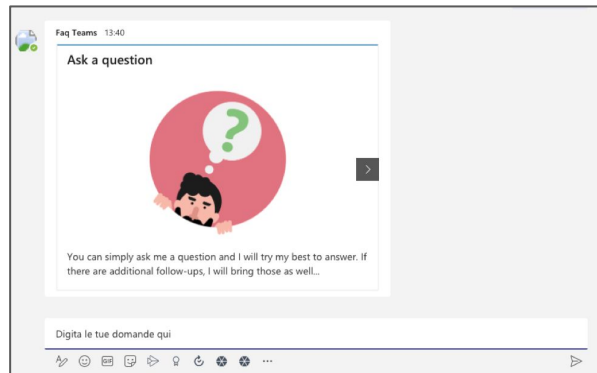 Faq Teams 13:40
Ask a question
?
You can simply ask me a question and I will try my best to answer. If
there are additional follow-ups, I will bring those as well...
Digita le tue domande qui
GIF